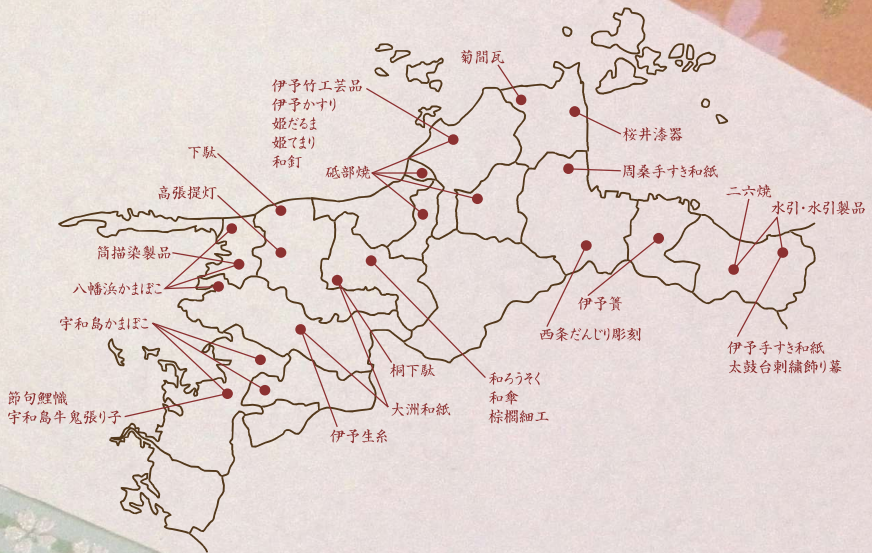 菊間瓦
伊予竹工芸品
伊予かすり
姫だるま
姫てまり
和釘
桜井漆器
下駄
砥部焼
周桑手すき和紙
高張提灯
二六焼
水引・水引製品
筒描染製品
八幡浜かまぼこ
伊予簀
宇和島かまぼこ
西条だんじり彫刻
伊予手すき和紙
太鼓台刺繍飾り幕
桐下駄
和ろうそく
和傘
棕櫚細工
節句鯉幟
宇和島牛鬼張り子
大洲和紙
伊予生糸